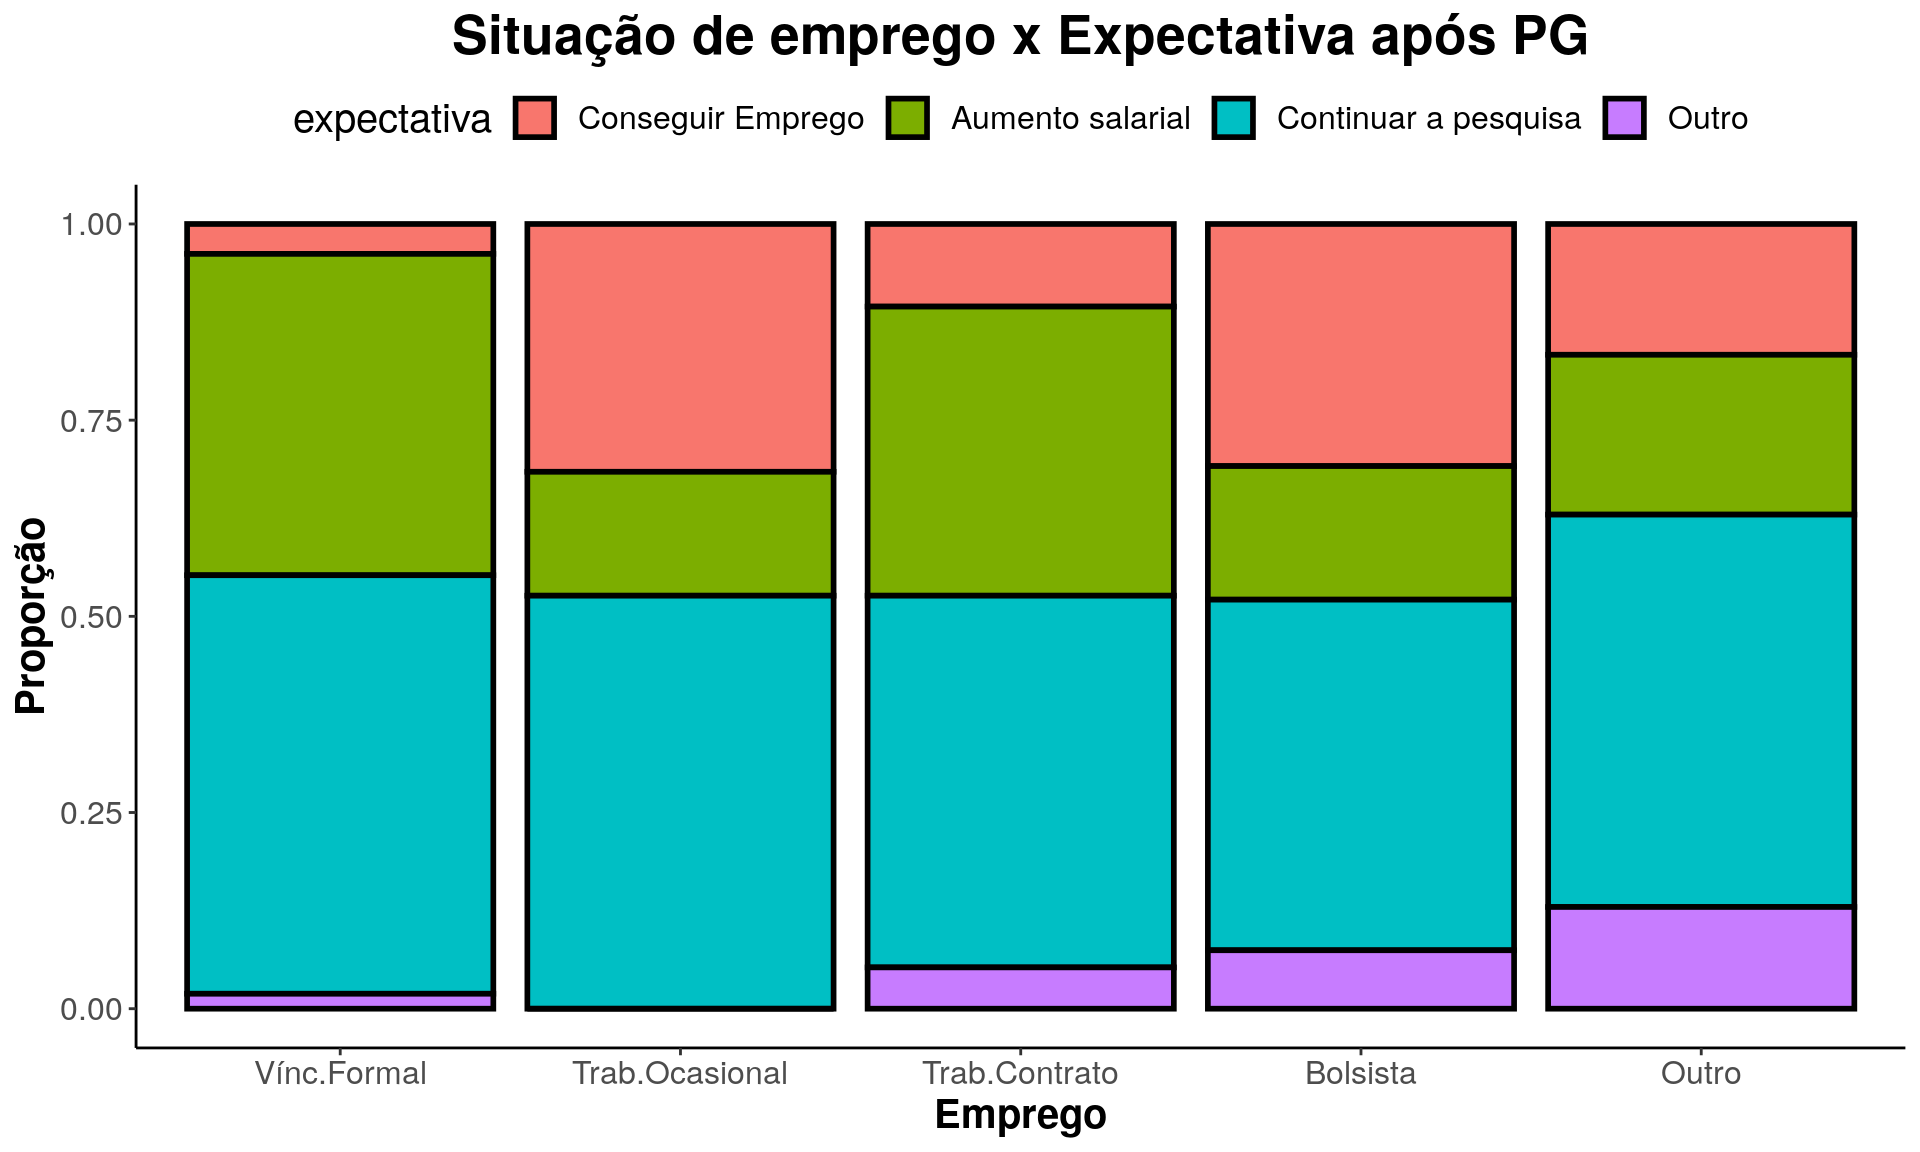 Situação de emprego x Expectativa após PG
expectativa Conseguir Emprego Aumento salarial Continuar a pesquisa Outro
Proporção
1.00
0.75
0.50
0.25
0.00
Vínc.Formal Trab.Ocasional Trab.Contrato Bolsista Outro
Emprego